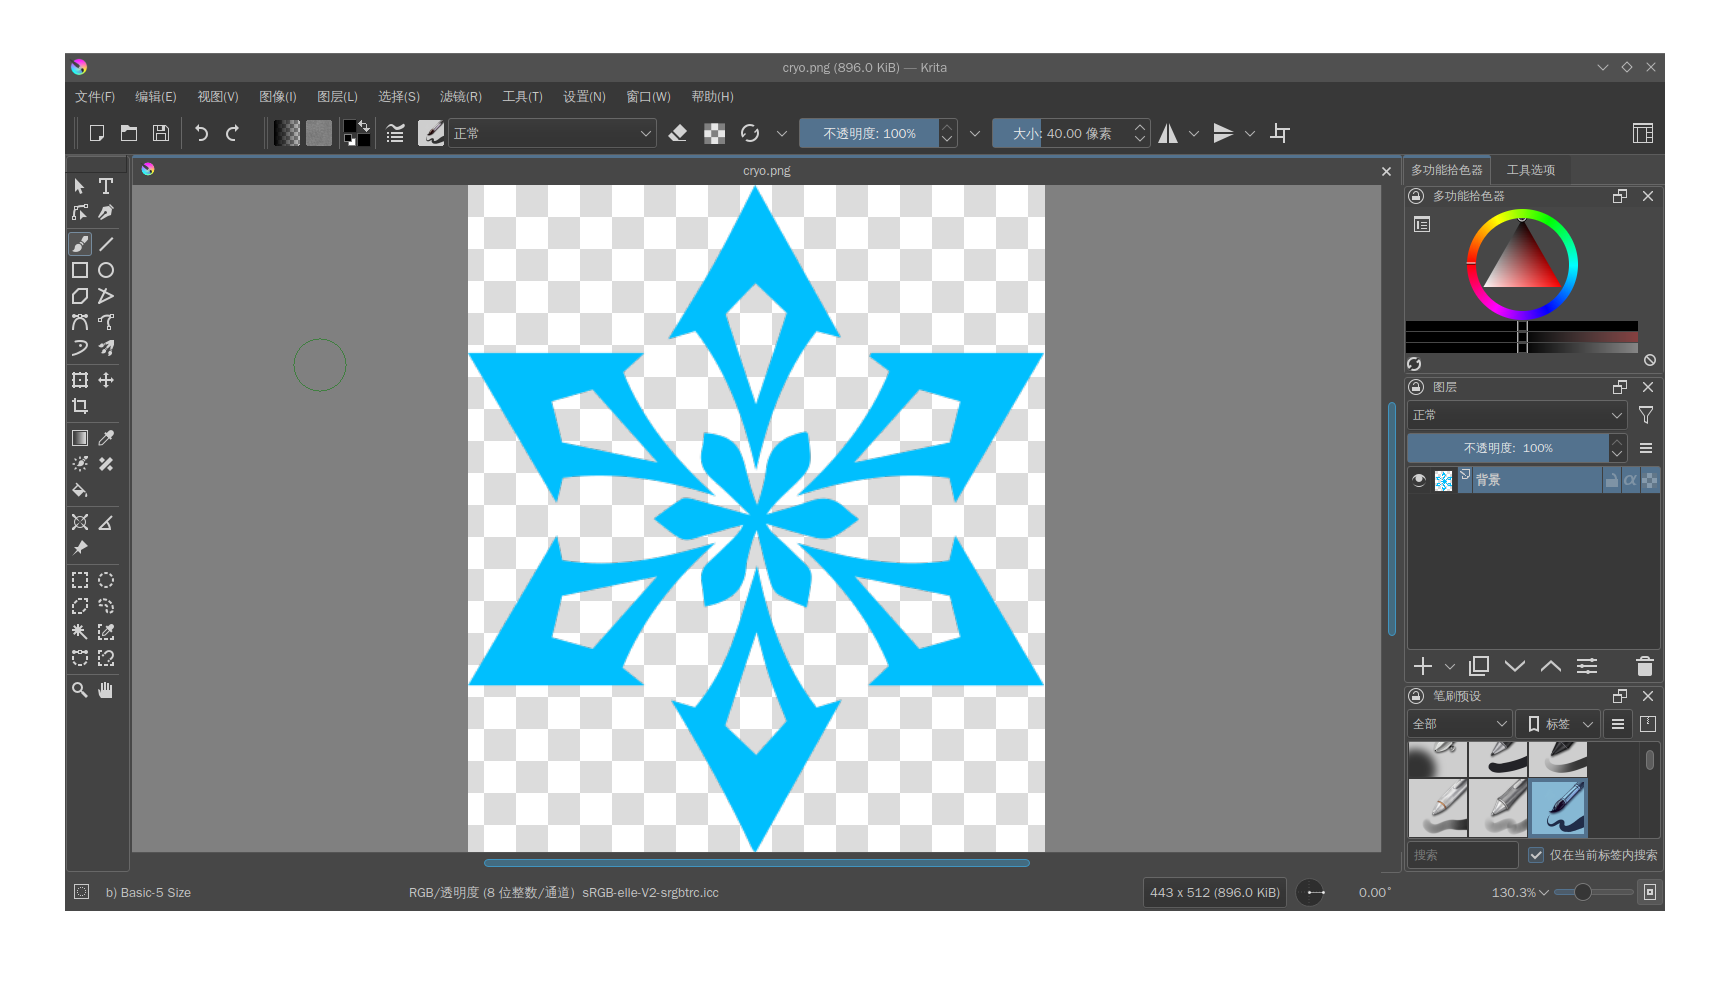 cryo.png (896.0 KiB) — Krita
文件(F) 编辑(E) 视图(V) 图像(I) 图层(L) 选择(S) 滤镜(R) 工具(T) 设置(N) 窗口(W) 帮助(H)
正常 不透明度: 100% 大小: 40.00 像素
cryo.png
多功能拾色器 工具选项
多功能拾色器
图层
正常
不透明度: 100%
背景
笔刷预设
全部 标签
搜索 仅在当前标签内搜索
b) Basic-5 Size RGB/透明度 (8 位整数/通道) sRGB-elle-V2-srgbtrc.icc 443 x 512 (896.0 KiB) 0.00° 130.3%